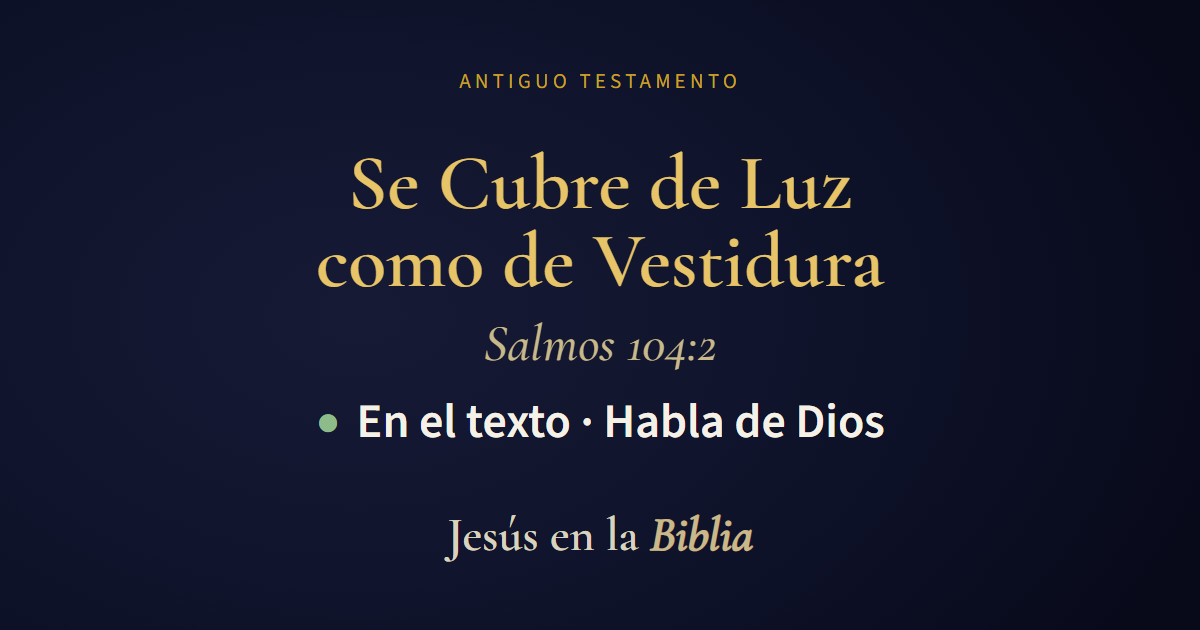 ANTIGUO TESTAMENTO
Se Cubre de Luz
como de Vestidura
Salmos 104:2
En el texto · Habla de Dios
Jesús en la Biblia